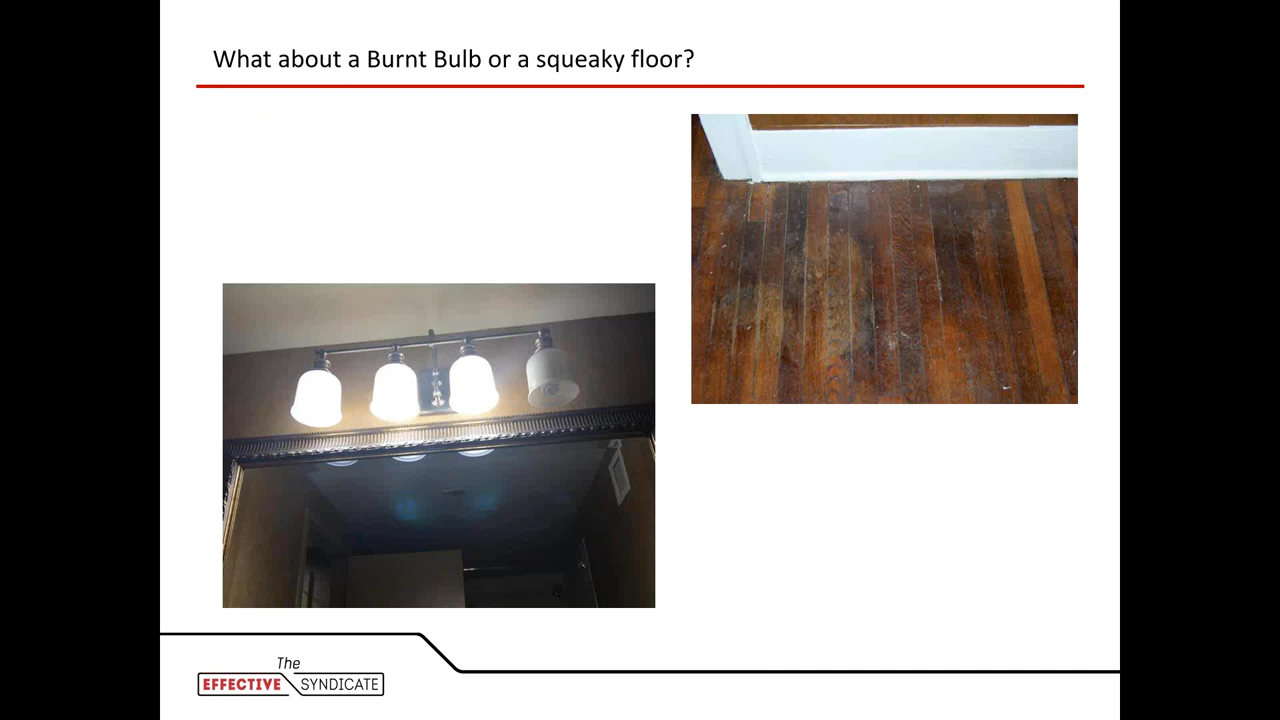 What about a Burnt Bulb or a squeaky floor?
The
EFFECTIVE SYNDICATE